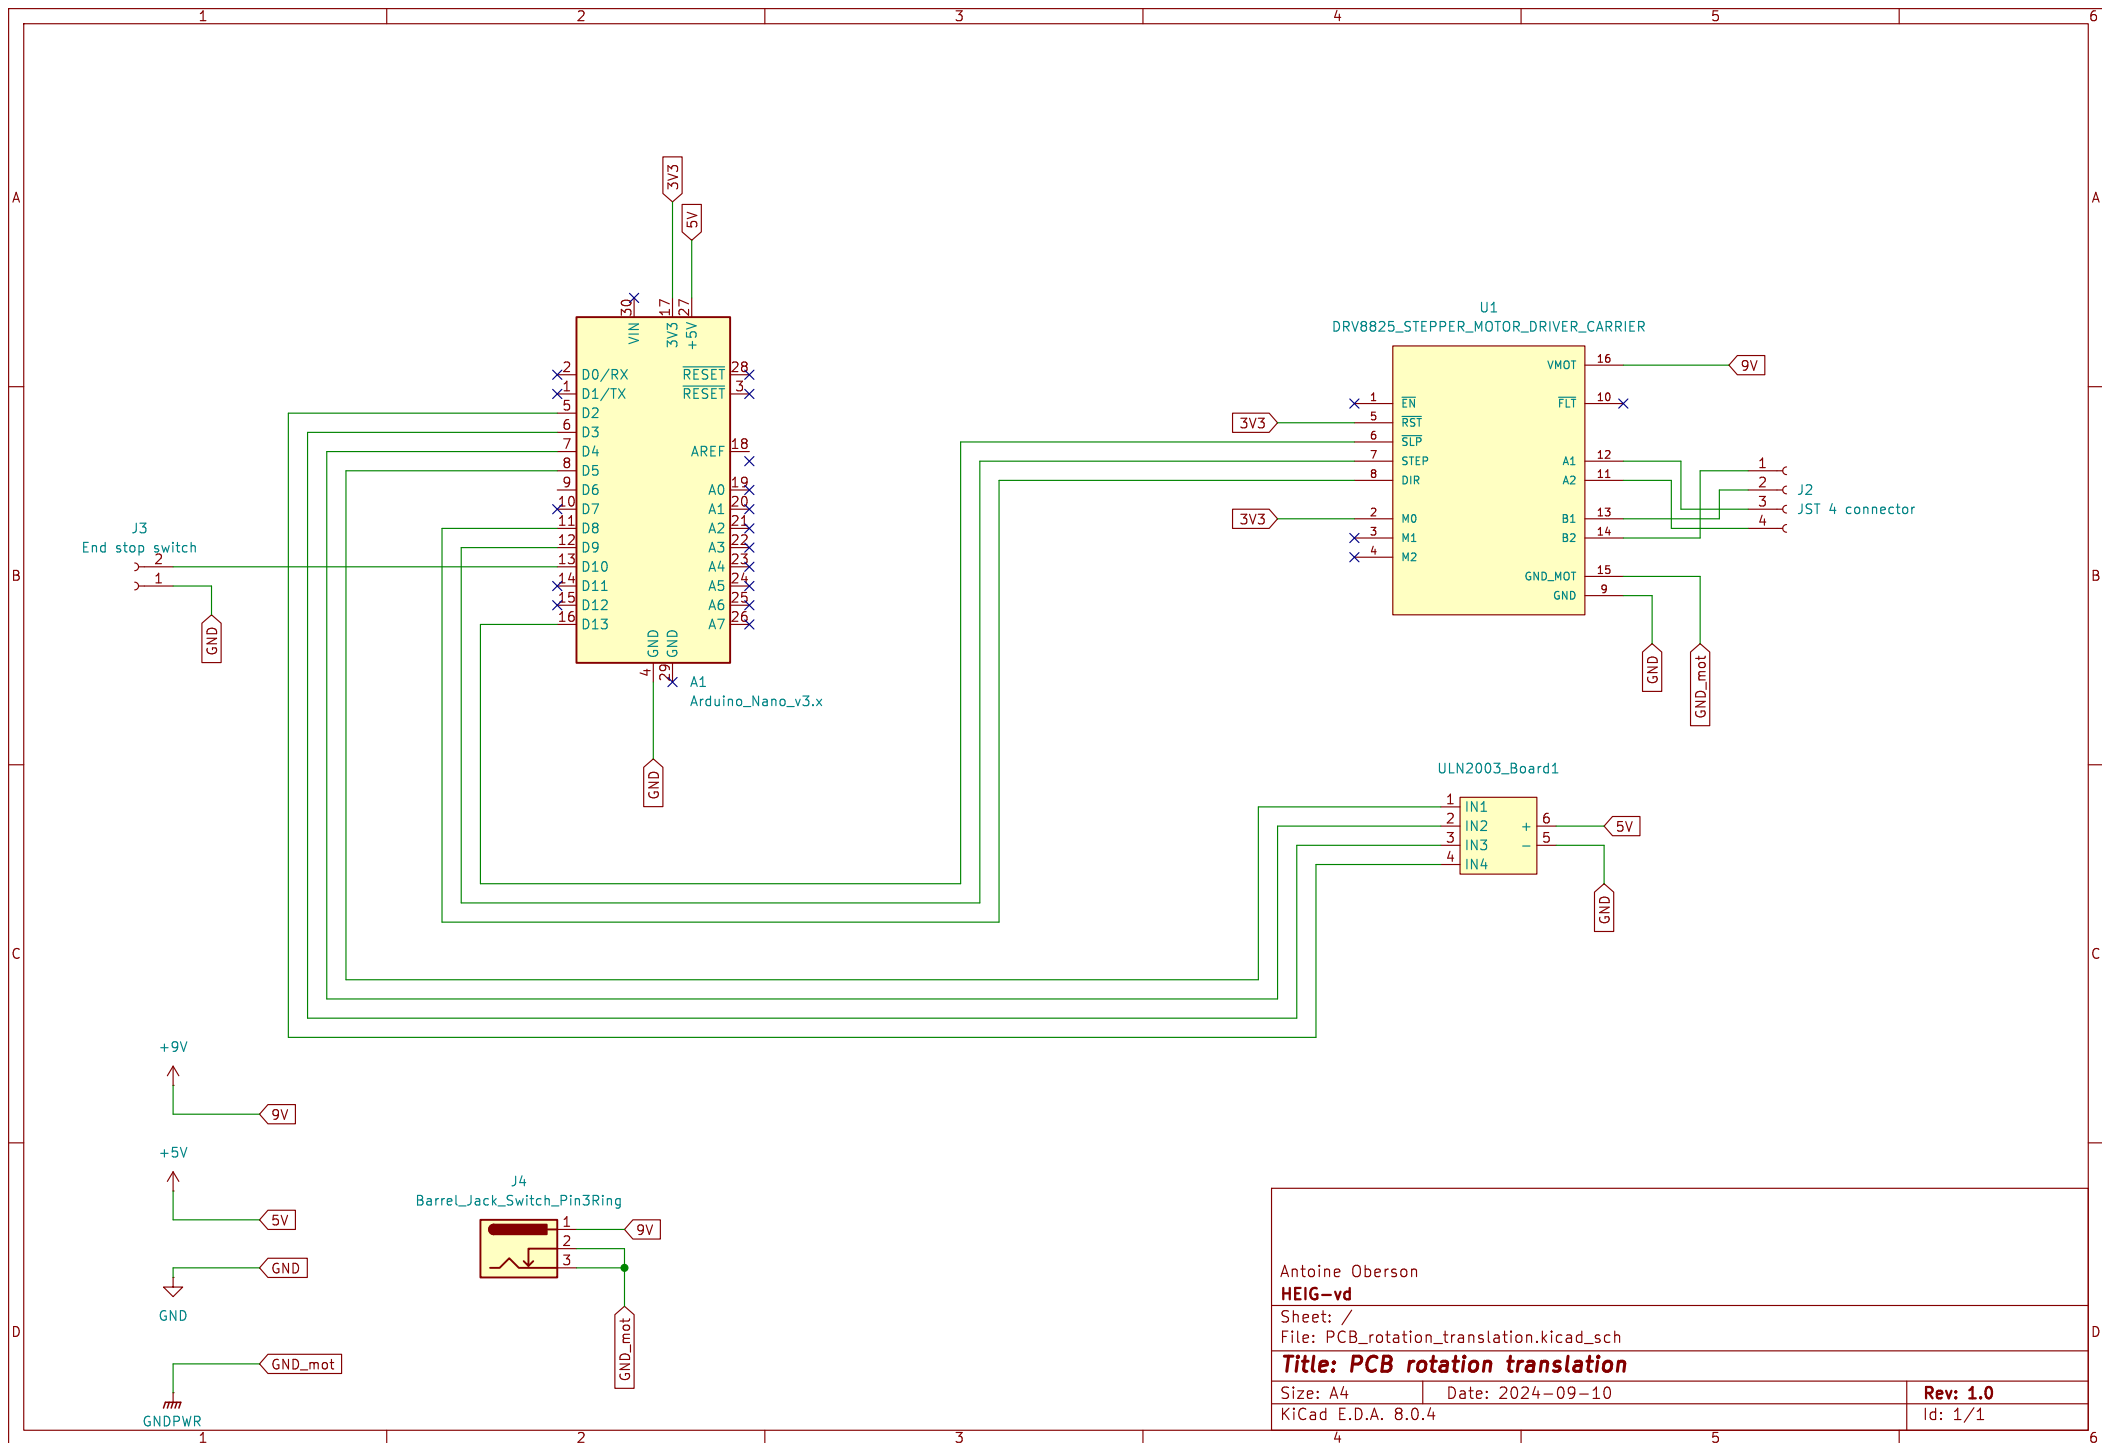 1 2 3 4 5 6
A A
B B
C C
D D
3V3
5V
30 17 27
VIN 3V3 +5V
2 D0/RX RESET 28
1 D1/TX RESET 3
5 D2
6 D3
7 D4 AREF 18
8 D5
9 D6 A0 19
10 D7 A1 20
11 D8 A2 21
12 D9 A3 22
13 D10 A4 23
14 D11 A5 24
15 D12 A6 25
16 D13 A7 26
GND GND
4 29
A1
Arduino_Nano_v3.x
GND
J3
End stop switch
2
1
GND
U1
DRV8825_STEPPER_MOTOR_DRIVER_CARRIER
VMOT 16 9V
1 EN FLT 10
3V3 5 RST
6 SLP
7 STEP A1 12
8 DIR A2 11
3V3 2 M0 B1 13
3 M1 B2 14
4 M2
GND_MOT 15
GND 9
GND GND_mot
1
2 J2
3 JST 4 connector
4
ULN2003_Board1
1 IN1
2 IN2 + 6 5V
3 IN3 - 5
4 IN4
GND
+9V
9V
+5V
5V
GND
GND
GND_mot
GNDPWR
J4
Barrel_Jack_Switch_Pin3Ring
1 9V
2
3
GND_mot
Antoine Oberson
HEIG-vd
Sheet: /
File: PCB_rotation_translation.kicad_sch
Title: PCB rotation translation
Size: A4 Date: 2024-09-10 Rev: 1.0
KiCad E.D.A. 8.0.4 Id: 1/1
1 2 3 4 5 6